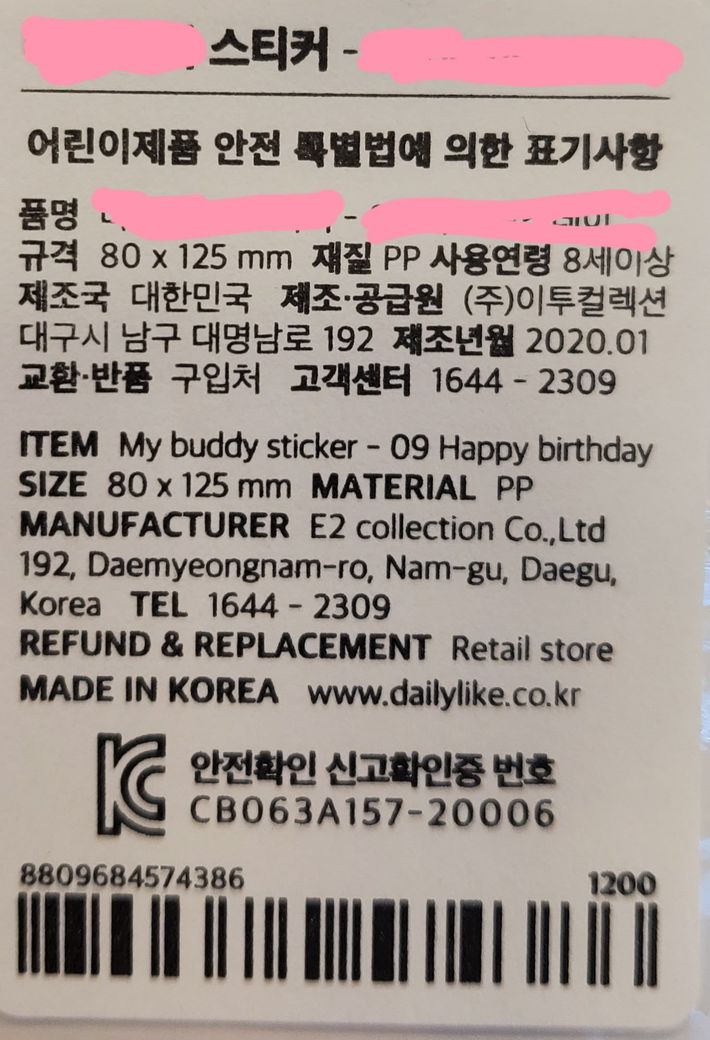 스티커 -
어린이제품 안전 특별법에 의한 표기사항
품명 -
규격 80 x 125 mm 재질 PP 사용연령 8세이상
제조국 대한민국 제조·공급원 (주)이투컬렉션
대구시 남구 대명남로 192 제조년월 2020.01
교환·반품 구입처 고객센터 1644 - 2309
ITEM My buddy sticker - 09 Happy birthday
SIZE 80 x 125 mm MATERIAL PP
MANUFACTURER E2 collection Co.,Ltd
192, Daemyeongnam-ro, Nam-gu, Daegu,
Korea TEL 1644 - 2309
REFUND & REPLACEMENT Retail store
MADE IN KOREA www.dailylike.co.kr
안전확인 신고확인증 번호
CB063A157-20006
8809684574386 1200